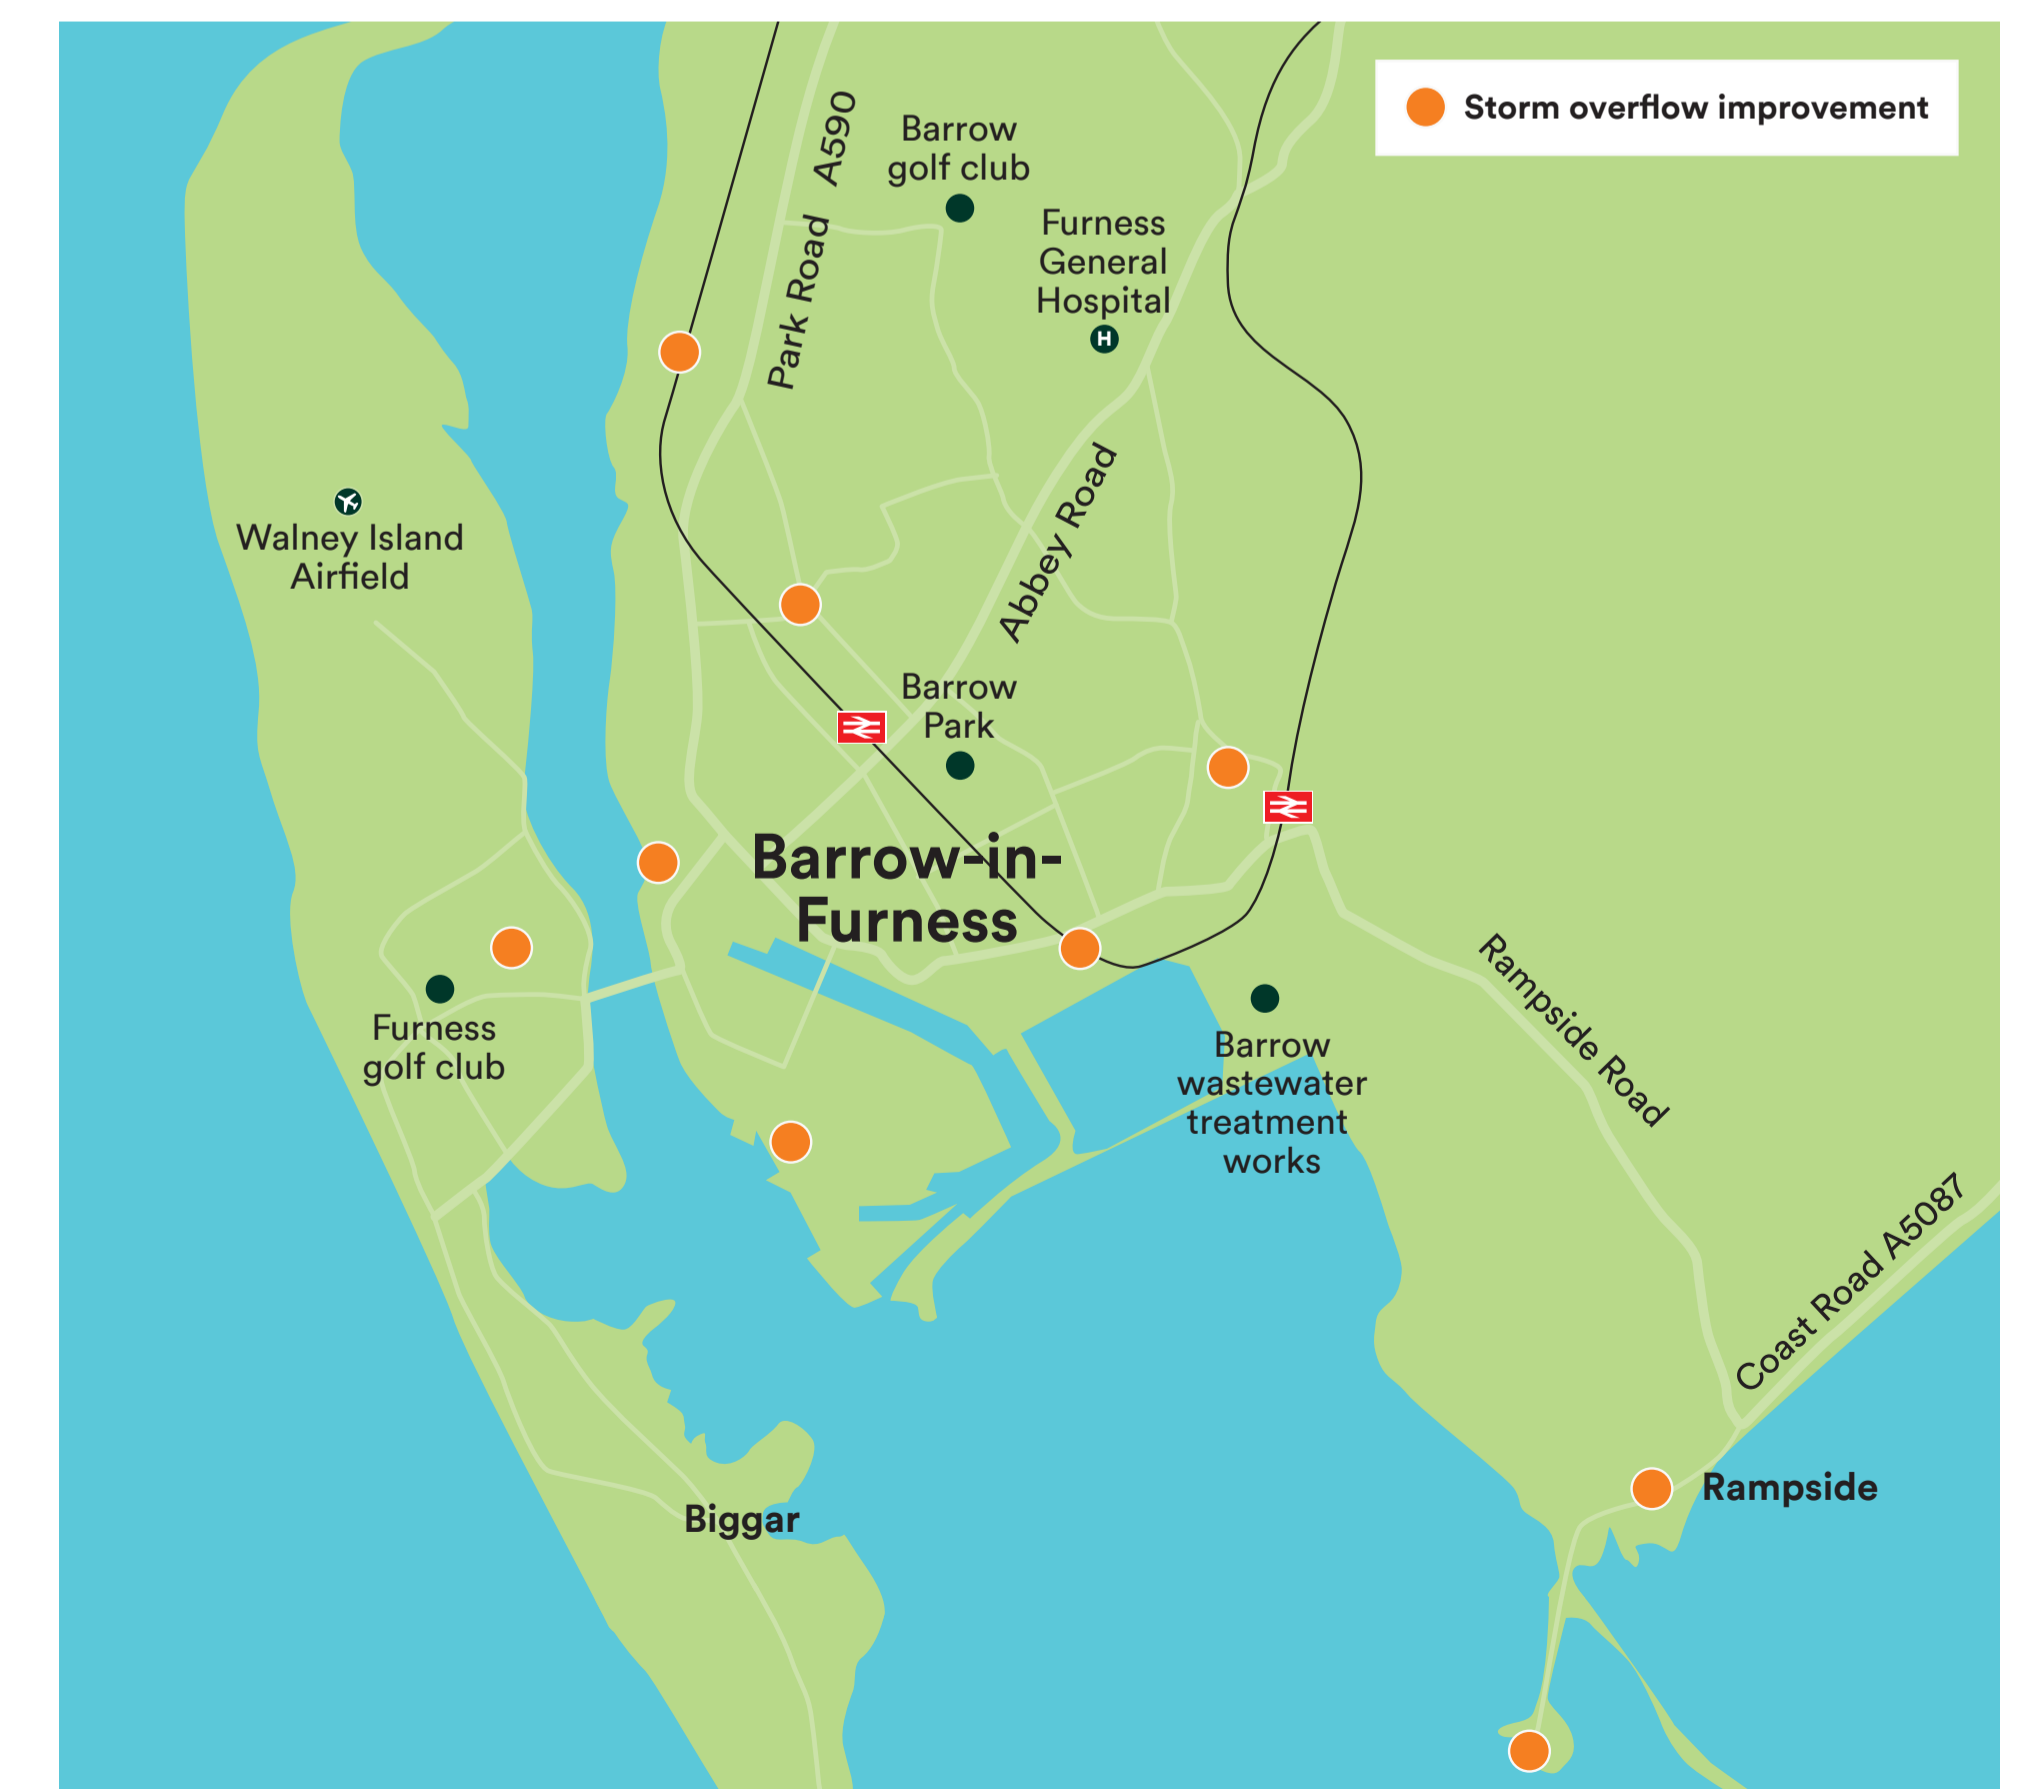 Storm overflow improvement
A590
Barrow
golf club
Furness
General
Hospital
H
Park Road
Walney Island
Airfield
Abbey Road
Barrow
Park
Barrow-in-
Furness
Rampside Road
Furness
golf club
Barrow
wastewater
treatment
works
Coast Road A5087
Rampside
Biggar